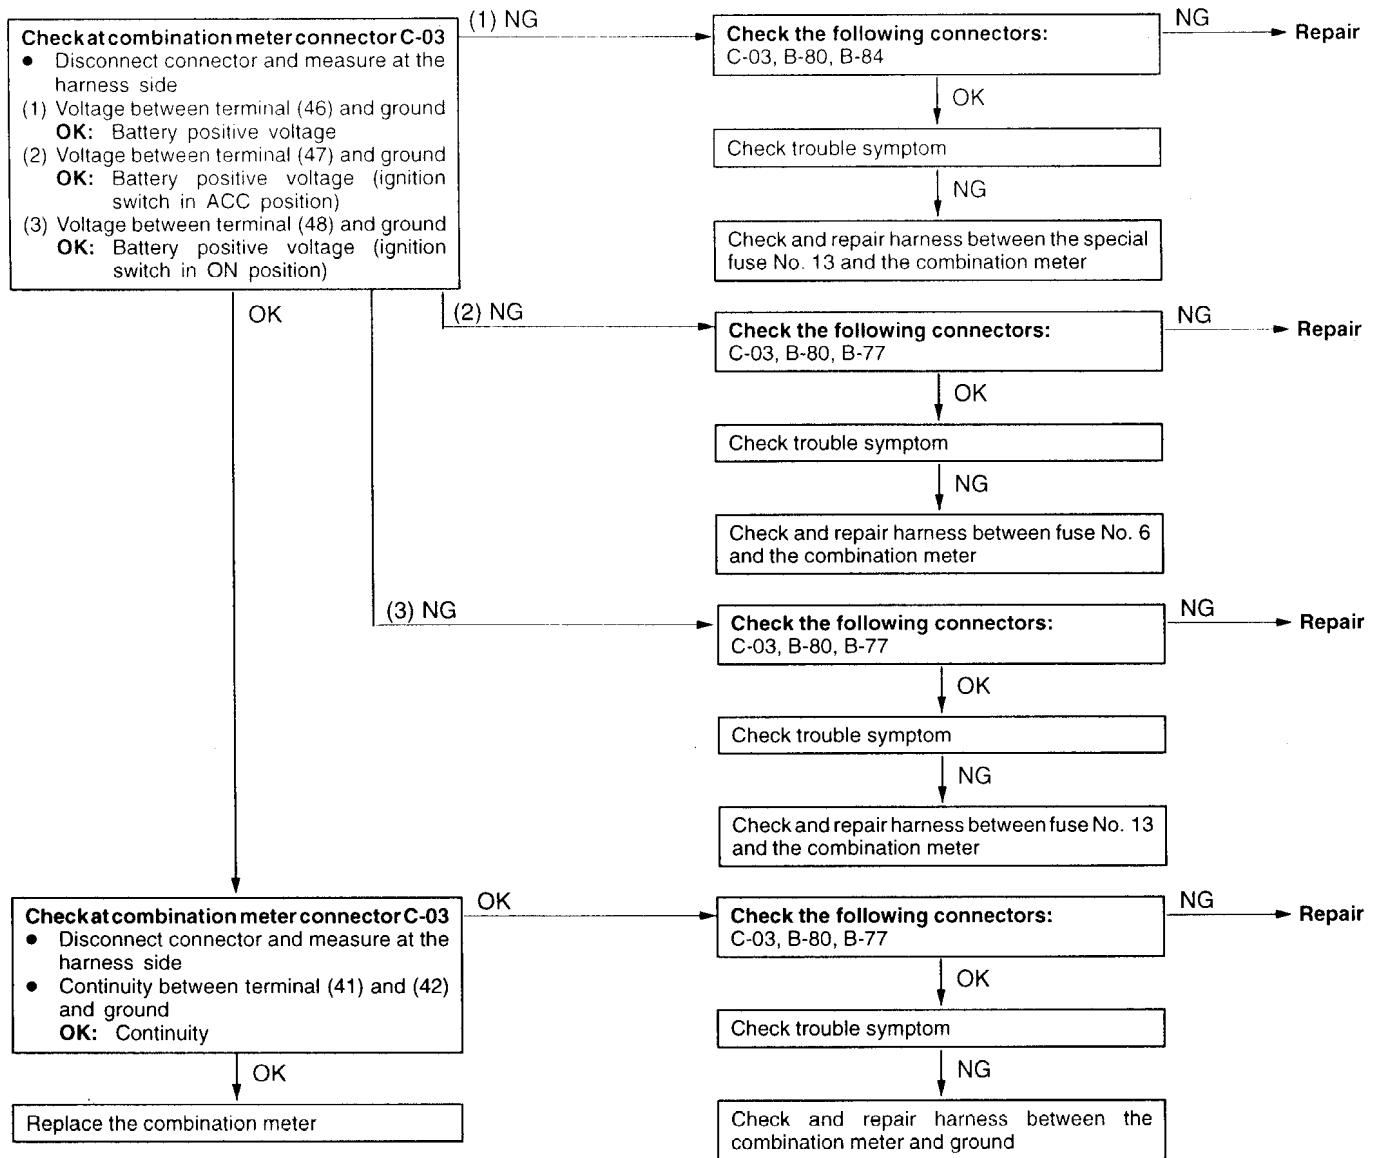 Check at combination meter connector C-03
● Disconnect connector and measure at the
harness side
(1) Voltage between terminal (46) and ground
OK: Battery positive voltage
(2) Voltage between terminal (47) and ground
OK: Battery positive voltage (ignition
switch in ACC position)
(3) Voltage between terminal (48) and ground
OK: Battery positive voltage (ignition
switch in ON position)
(1) NG
Check the following connectors:
C-03, B-80, B-84
NG
Repair
OK
Check trouble symptom
NG
Check and repair harness between the special
fuse No. 13 and the combination meter
OK
(2) NG
Check the following connectors:
C-03, B-80, B-77
NG
Repair
OK
Check trouble symptom
NG
Check and repair harness between fuse No. 6
and the combination meter
(3) NG
Check the following connectors:
C-03, B-80, B-77
NG
Repair
OK
Check trouble symptom
NG
Check and repair harness between fuse No. 13
and the combination meter
Check at combination meter connector C-03
● Disconnect connector and measure at the
harness side
● Continuity between terminal (41) and (42)
and ground
OK: Continuity
OK
Check the following connectors:
C-03, B-80, B-77
NG
Repair
OK
Check trouble symptom
NG
Check and repair harness between the
combination meter and ground
OK
Replace the combination meter